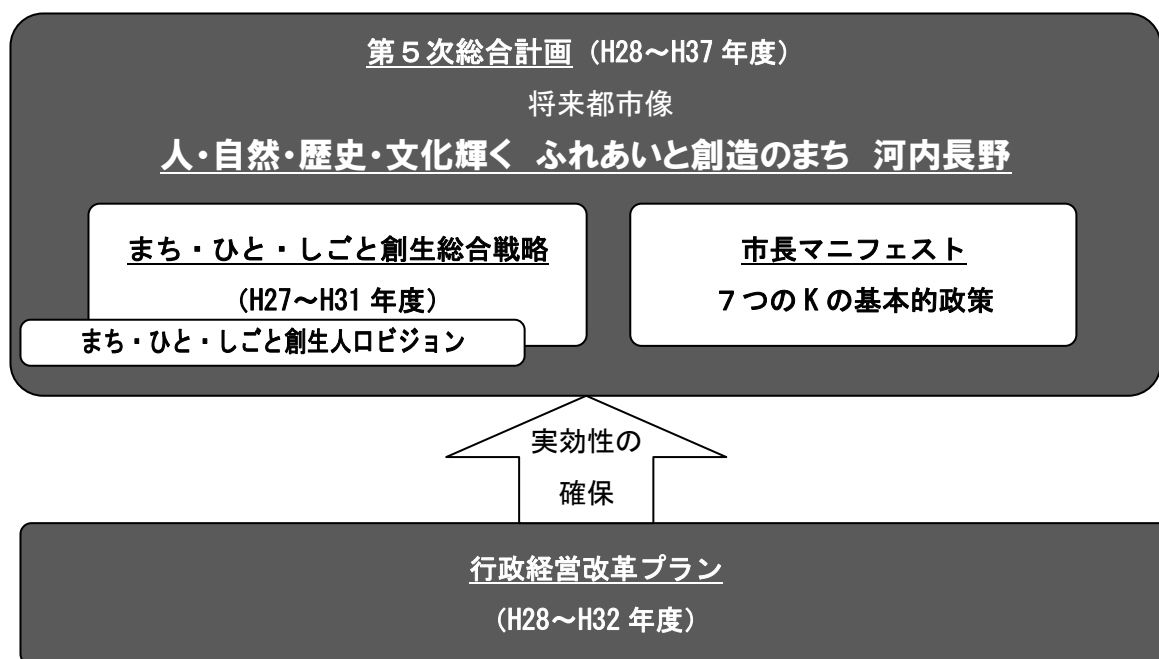 第５次総合計画（H28～H37 年度）
将来都市像
人・自然・歴史・文化輝く　ふれあいと創造のまち　河内長野
まち・ひと・しごと創生総合戦略
（H27～H31 年度）
まち・ひと・しごと創生人口ビジョン
市長マニフェスト
７つの K の基本的政策
実効性の
確保
行政経営改革プラン
（H28～H32 年度）